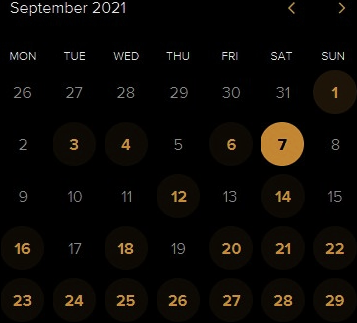 September 2021
MON TUE WED THU FRI SAT SUN
26 27 28 29 30 31 1
2 3 4 5 6 7 8
9 10 11 12 13 14 15
16 17 18 19 20 21 22
23 24 25 26 27 28 29